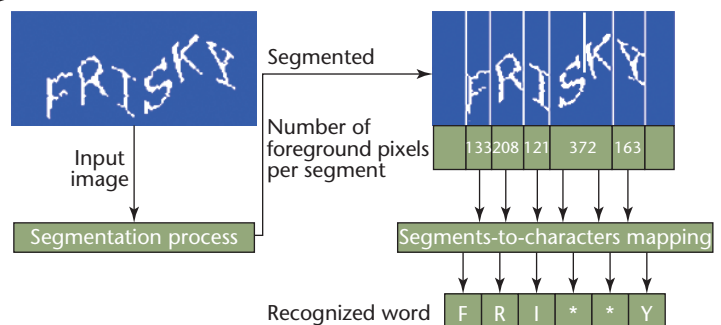 FRISKY
Segmented
FRISKY
Number of
foreground pixels
per segment
133 208 121 372 163
Input
image
Segmentation process
Segments-to-characters mapping
Recognized word F R I * * Y